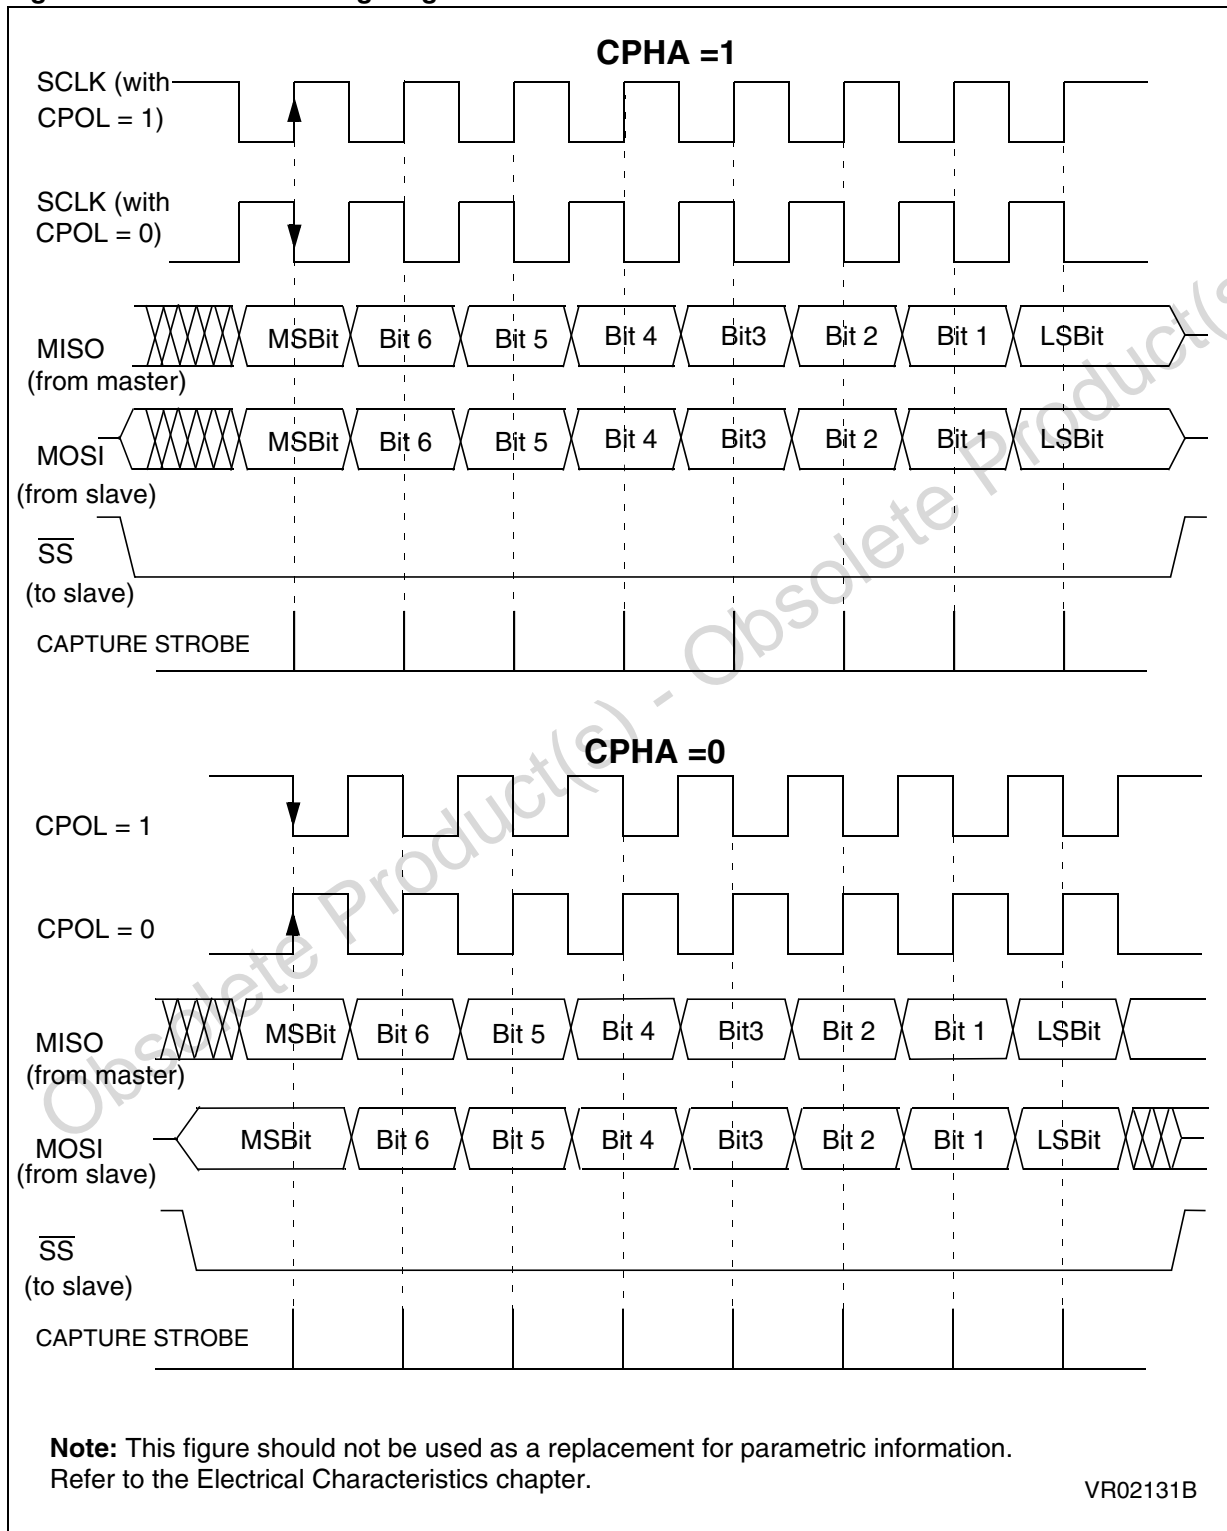 CPHA =1
SCLK (with
CPOL = 1)
SCLK (with
CPOL = 0)
MISO
(from master)
MSBit Bit 6 Bit 5 Bit 4 Bit3 Bit 2 Bit 1 LSBit
MOSI
(from slave)
MSBit Bit 6 Bit 5 Bit 4 Bit3 Bit 2 Bit 1 LSBit
SS
(to slave)
CAPTURE STROBE
CPHA =0
CPOL = 1
CPOL = 0
MISO
(from master)
MSBit Bit 6 Bit 5 Bit 4 Bit3 Bit 2 Bit 1 LSBit
MOSI
(from slave)
MSBit Bit 6 Bit 5 Bit 4 Bit3 Bit 2 Bit 1 LSBit
SS
(to slave)
CAPTURE STROBE
Note: This figure should not be used as a replacement for parametric information.
Refer to the Electrical Characteristics chapter.
VR02131B
Obsolete Product(s) - Obsolete Product(s